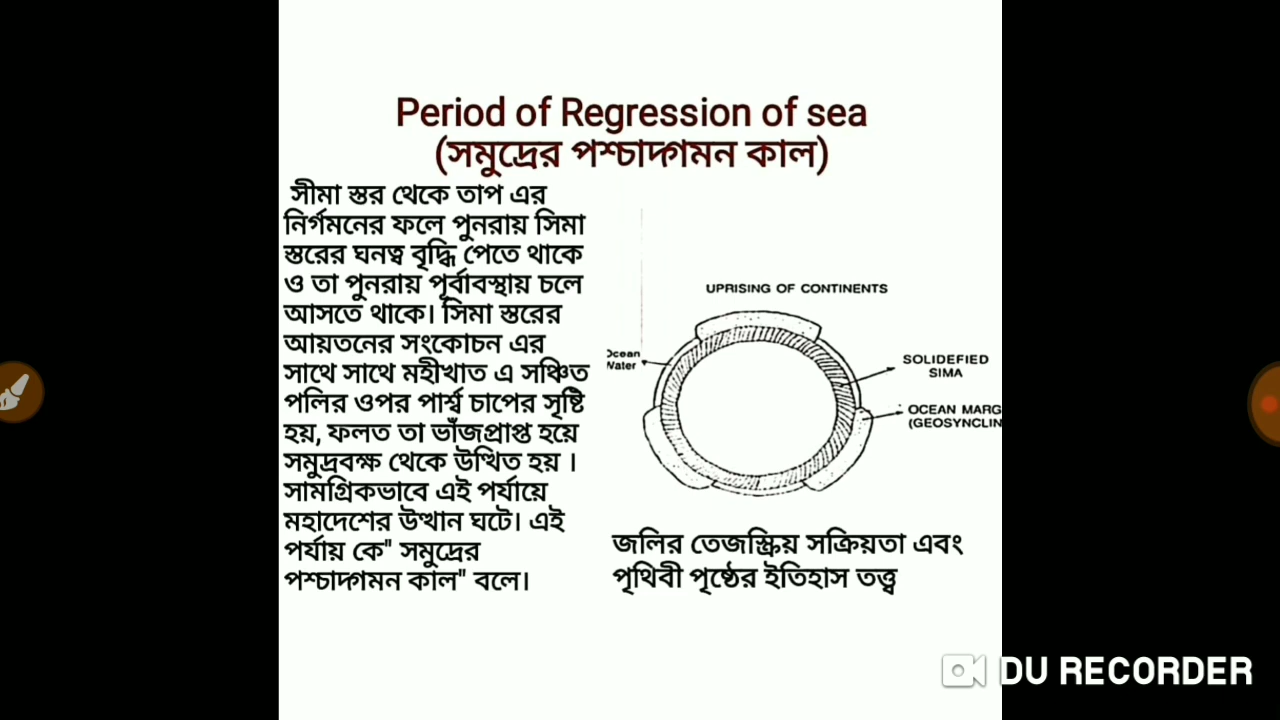 Period of Regression of sea
(সমুদ্রের পশ্চাদ্গমন কাল)
সীমা স্তর থেকে তাপ এর
নির্গমনের ফলে পুনরায় সিমা
স্তরের ঘনত্ব বৃদ্ধি পেতে থাকে
ও তা পুনরায় পূর্বাবস্থায় চলে
আসতে থাকে। সিমা স্তরের
আয়তনের সংকোচন এর
সাথে সাথে মহীখাত এ সঞ্চিত
পলির ওপর পার্শ্ব চাপের সৃষ্টি
হয়, ফলত তা ভাঁজপ্রাপ্ত হয়ে
সমুদ্রবক্ষ থেকে উত্থিত হয় ।
সামগ্রিকভাবে এই পর্যায়ে
মহাদেশের উত্থান ঘটে। এই
পর্যায় কে" সমুদ্রের
পশ্চাদ্গমন কাল" বলে।
UPRISING OF CONTINENTS
Ocean
Water
SOLIDEFIED
SIMA
OCEAN MARG
(GEOSYNCLIN
জলির তেজস্ক্রিয় সক্রিয়তা এবং
পৃথিবী পৃষ্ঠের ইতিহাস তত্ত্ব
DU RECORDER